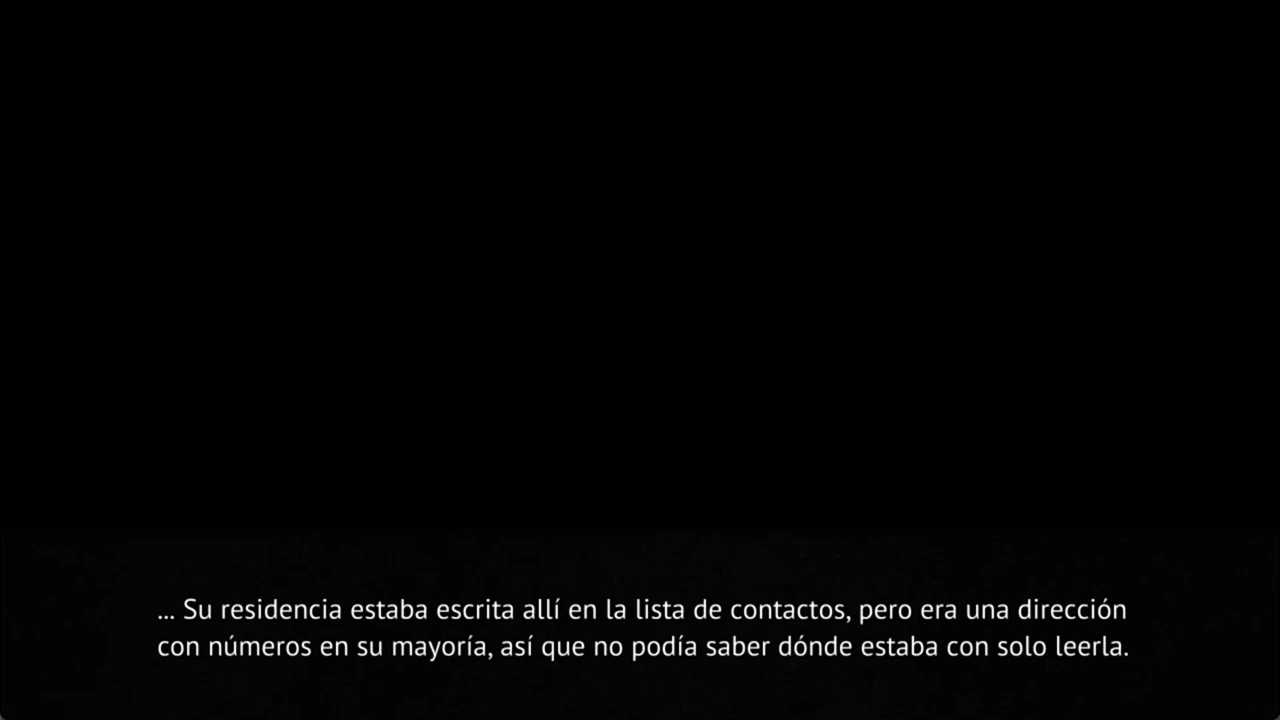 ... Su residencia estaba escrita allí en la lista de contactos, pero era una dirección
con números en su mayoría, así que no podía saber dónde estaba con solo leerla.